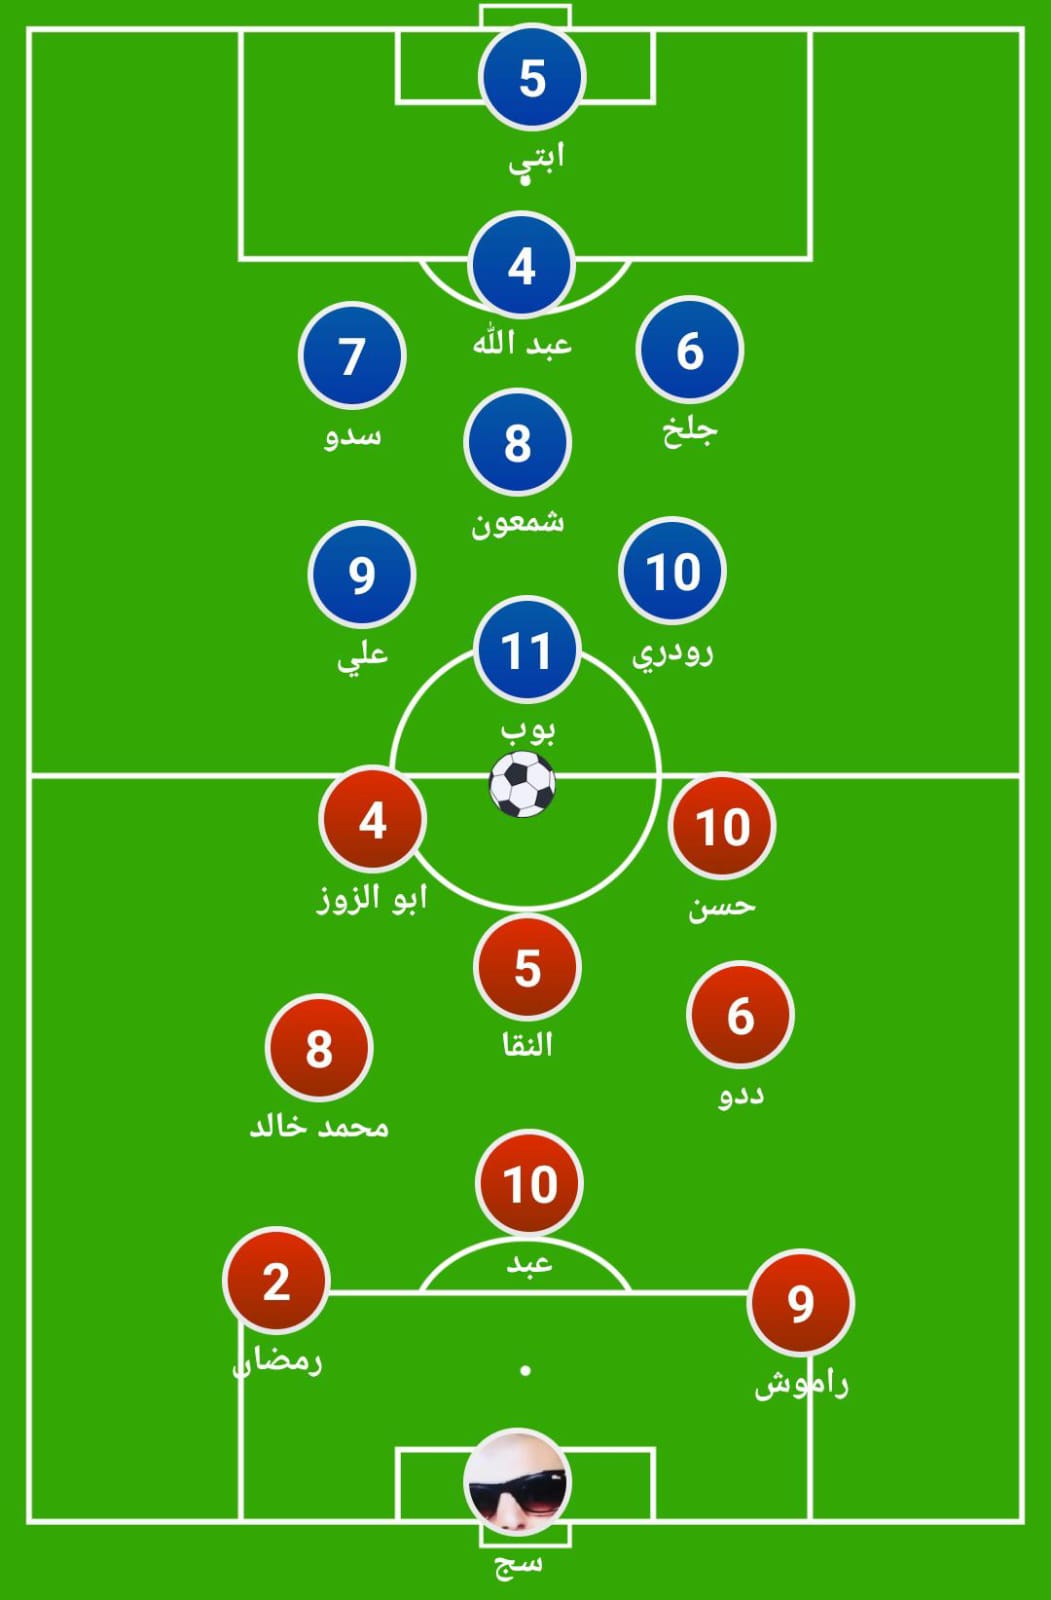 5
ابتي
4
عبد الله
7
6
سدو
جلخ
8
شمعون
9
10
علي
رودري
11
بوب
4
10
ابو الزوز
حسن
5
النقا
8
6
محمد خالد
ددو
10
عبد
2
9
رمضان
راموش
سج